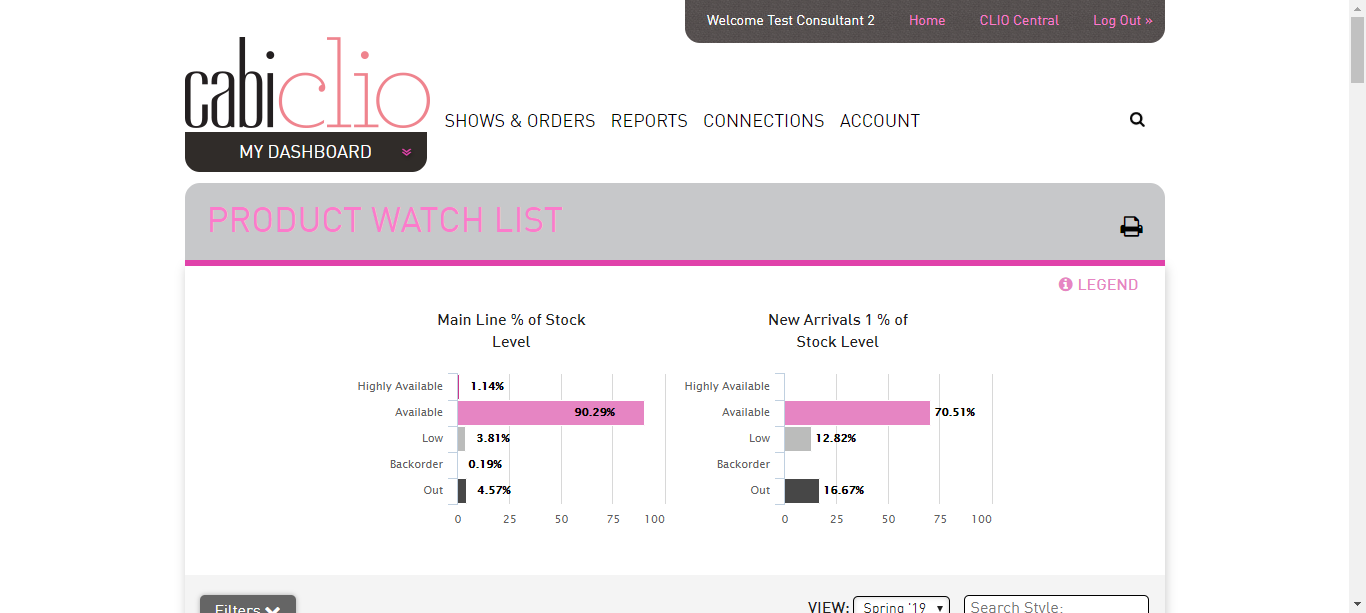 Welcome Test Consultant 2 Home CLIO Central Log Out »
cabiclio
SHOWS & ORDERS REPORTS CONNECTIONS ACCOUNT
MY DASHBOARD
PRODUCT WATCH LIST
LEGEND
Main Line % of Stock
Level
Highly Available 1.14%
Available 90.29%
Low 3.81%
Backorder 0.19%
Out 4.57%
0 25 50 75 100
New Arrivals 1 % of
Stock Level
Highly Available
Available 70.51%
Low 12.82%
Backorder
Out 16.67%
0 25 50 75 100
Filters VIEW: Spring '19 Search Style: